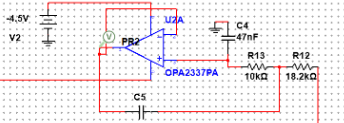 -4.5V
V2
V
PR2
U2A
OPA2337PA
C4
47nF
R13
10kΩ
R12
18.2kΩ
C5